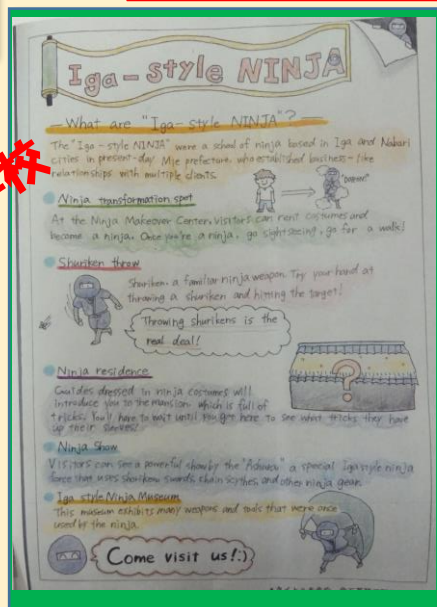 Iga-style NINJA
What are "Iga-style NINJA"?
The "Iga-style NINJA" were a school of ninja based in Iga and Nabari
cities in present-day Mie prefecture, who established business-like
relationships with multiple clients.
Ninja transformation spot
At the Ninja Makeover Center, visitors can rent costumes and
become a ninja. Once you're a ninja, go sightseeing, go for a walk!
Shuriken throw
Shuriken, a familiar ninja weapon. Try your hand at
throwing a shuriken and hitting the target!
Throwing shurikens is the
real deal!
Ninja residence
Guides dressed in ninja costumes will
introduce you to the mansion which is full of
tricks. You'll have to wait until you get here to see what tricks they have
up their sleeves!
Ninja Show
Visitors can see a powerful show by the a special Iga style ninja
force that uses shuriken, swords, chain scythes, and other ninja gear.
Iga style Ninja Museum
This museum exhibits many weapons and tools that were once
used by the ninja.
Come visit us! :)
校